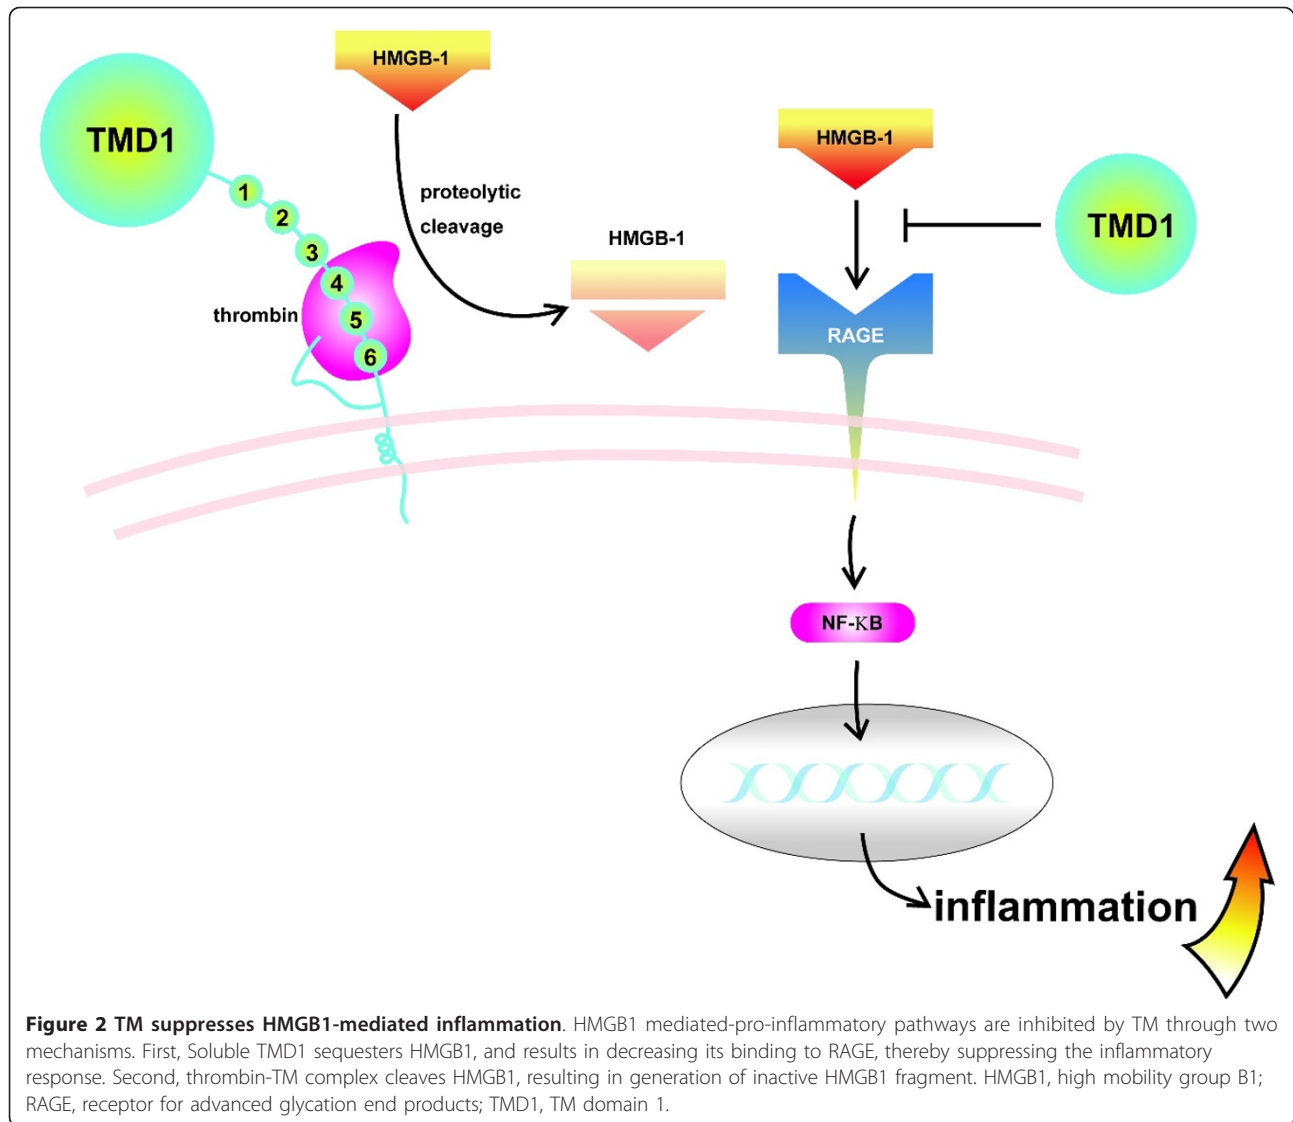 HMGB-1
TMD1
HMGB-1
1
2
3
4
5
6
thrombin
proteolytic
cleavage
HMGB-1
TMD1
RAGE
NF-KB
inflammation
Figure 2 TM suppresses HMGB1-mediated inflammation. HMGB1 mediated-pro-inflammatory pathways are inhibited by TM through two
mechanisms. First, Soluble TMD1 sequesters HMGB1, and results in decreasing its binding to RAGE, thereby suppressing the inflammatory
response. Second, thrombin-TM complex cleaves HMGB1, resulting in generation of inactive HMGB1 fragment. HMGB1, high mobility group B1;
RAGE, receptor for advanced glycation end products; TMD1, TM domain 1.